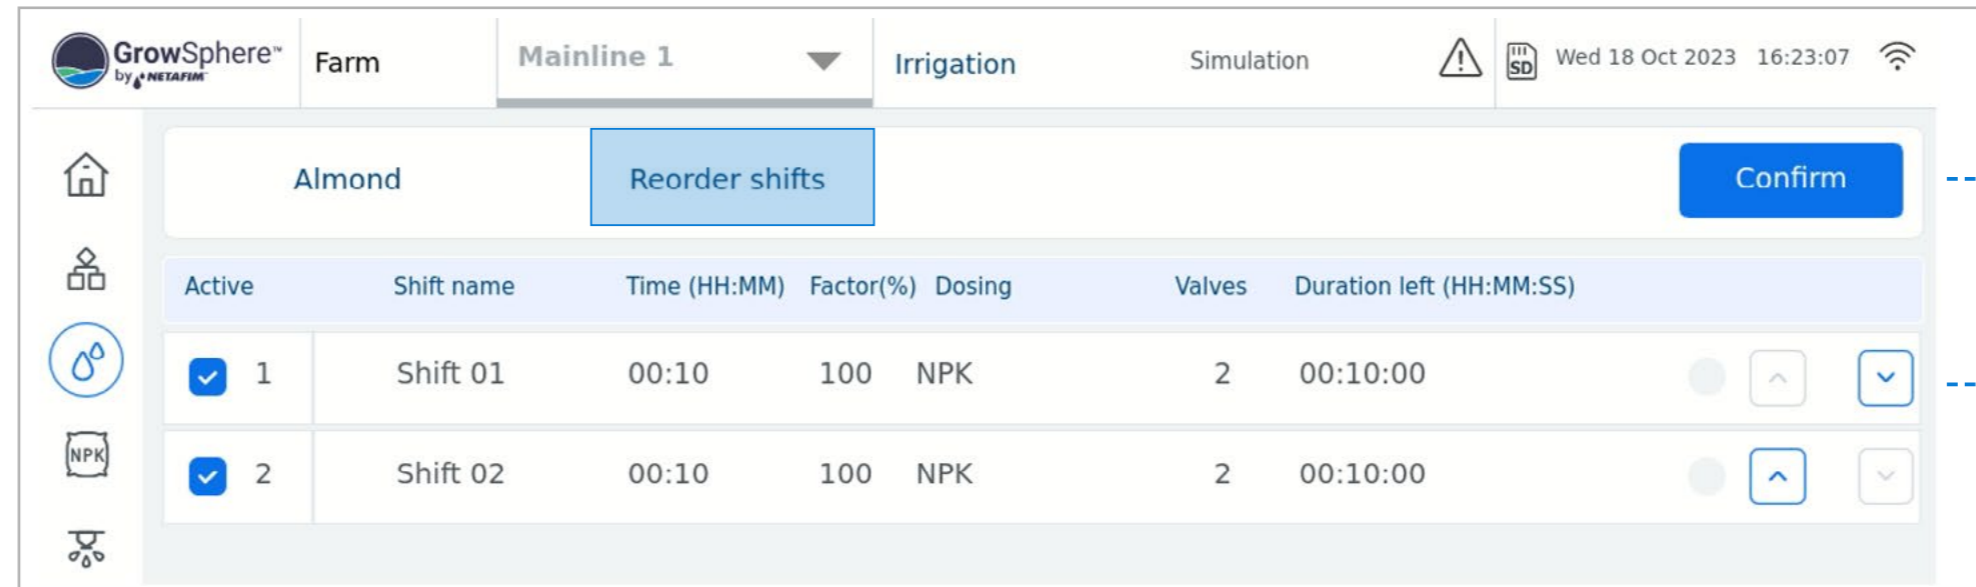 GrowSphere™ Farm Mainline 1 Irrigation Simulation SD Wed 18 Oct 2023 16:23:07
by NETAFIM™
Almond Reorder shifts Confirm
Active Shift name Time (HH:MM) Factor(%) Dosing Valves Duration left (HH:MM:SS)
1 Shift 01 00:10 100 NPK 2 00:10:00
NPK
2 Shift 02 00:10 100 NPK 2 00:10:00